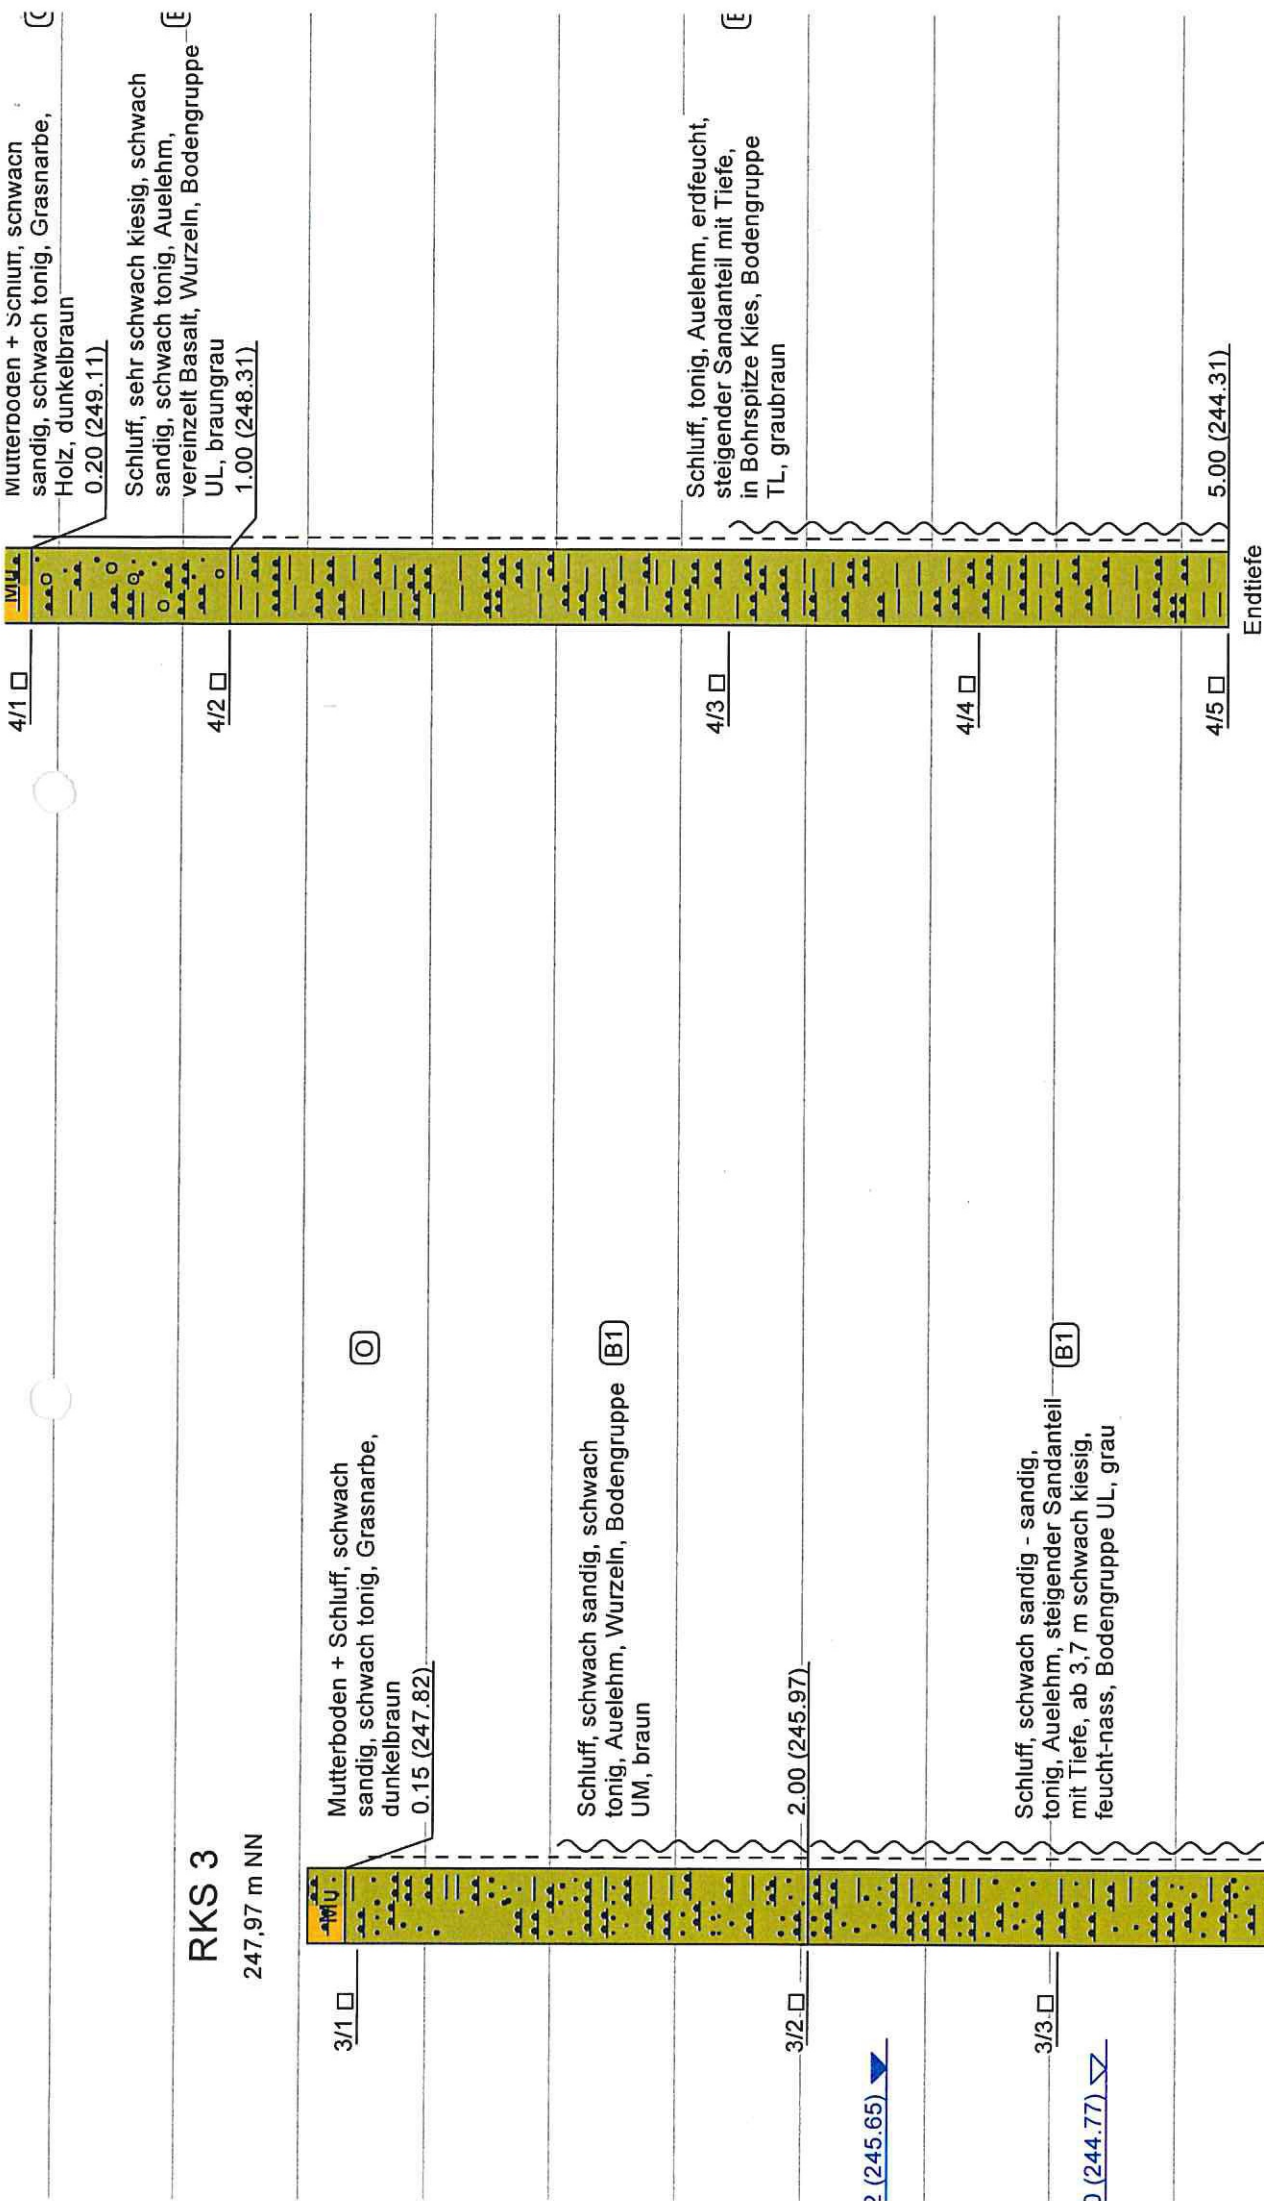 RKS 3
247,97 m NN
Mu
3/1
Mutterboden + Schluff, schwach
sandig, schwach tonig, Grasnarbe,
dunkelbraun
0.15 (247.82)
O
Schluff, schwach sandig, schwach
tonig, Auelehm, Wurzeln, Bodengruppe
UM, braun
B1
3/2
2.00 (245.97)
(245.65)
3/3
Schluff, schwach sandig - sandig,
tonig, Auelehm, steigender Sandanteil
mit Tiefe, ab 3,7 m schwach kiesig,
feucht-nass, Bodengruppe UL, grau
B1
(244.77)
Mu
4/1
Mutterboden + Schluff, schwach
sandig, schwach tonig, Grasnarbe,
Holz, dunkelbraun
0.20 (249.11)
Schluff, sehr schwach kiesig, schwach
sandig, schwach tonig, Auelehm,
vereinzelt Basalt, Wurzeln, Bodengruppe
UL, braungrau
4/2
1.00 (248.31)
Schluff, tonig, Auelehm, erdfeucht,
steigender Sandanteil mit Tiefe,
in Bohrspitze Kies, Bodengruppe
TL, graubraun
4/3
4/4
4/5
5.00 (244.31)
Endtiefe